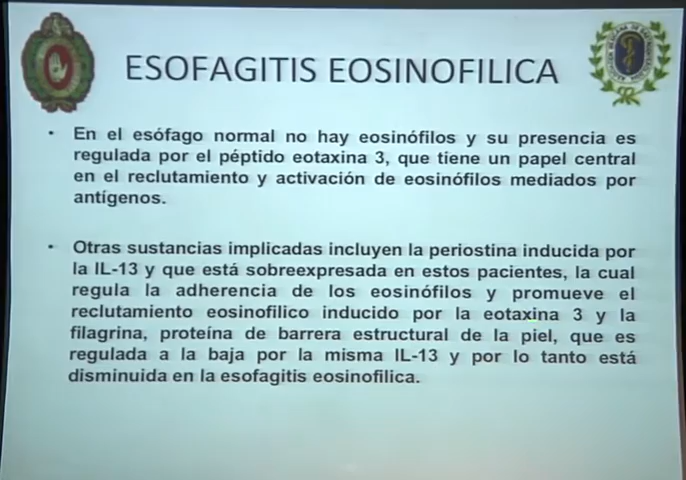 ESOFAGITIS EOSINOFILICA
• En el esófago normal no hay eosinófilos y su presencia es
regulada por el péptido eotaxina 3, que tiene un papel central
en el reclutamiento y activación de eosinófilos mediados por
antígenos.
• Otras sustancias implicadas incluyen la periostina inducida por
la IL-13 y que está sobreexpresada en estos pacientes, la cual
regula la adherencia de los eosinófilos y promueve el
reclutamiento eosinofilico inducido por la eotaxina 3 y la
filagrina, proteína de barrera estructural de la piel, que es
regulada a la baja por la misma IL-13 y por lo tanto está
disminuida en la esofagitis eosinofilica.